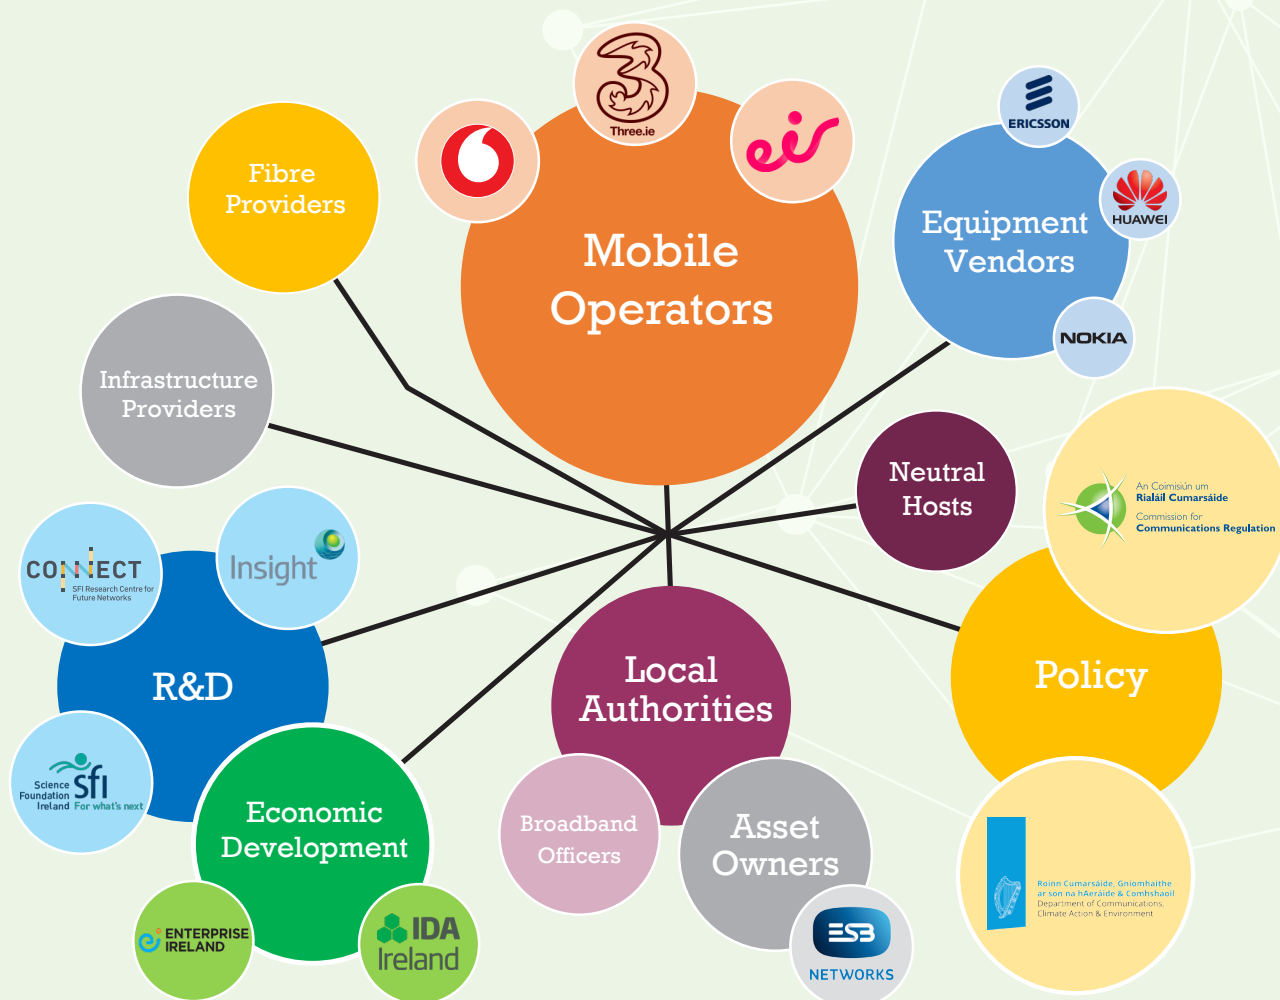 Three.ie
eir
ERICSSON
Fibre
Providers
HUAWEI
Equipment
Vendors
Mobile
Operators
NOKIA
Infrastructure
Providers
Neutral
Hosts
An Coimisiún um
Rialáil Cumarsáide
Commission for
Communications Regulation
CONNECT
SFI Research Centre for
Future Networks
Insight
R&D
Local
Authorities
Policy
Science
Foundation
Ireland
sfi
For what's next
Economic
Development
Broadband
Officers
Asset
Owners
Roinn Cumarsáide, Gníomhaithe
ar son na hAeráide & Comhshaoil
Department of Communications,
Climate Action & Environment
ENTERPRISE
IRELAND
IDA
Ireland
ESB
NETWORKS